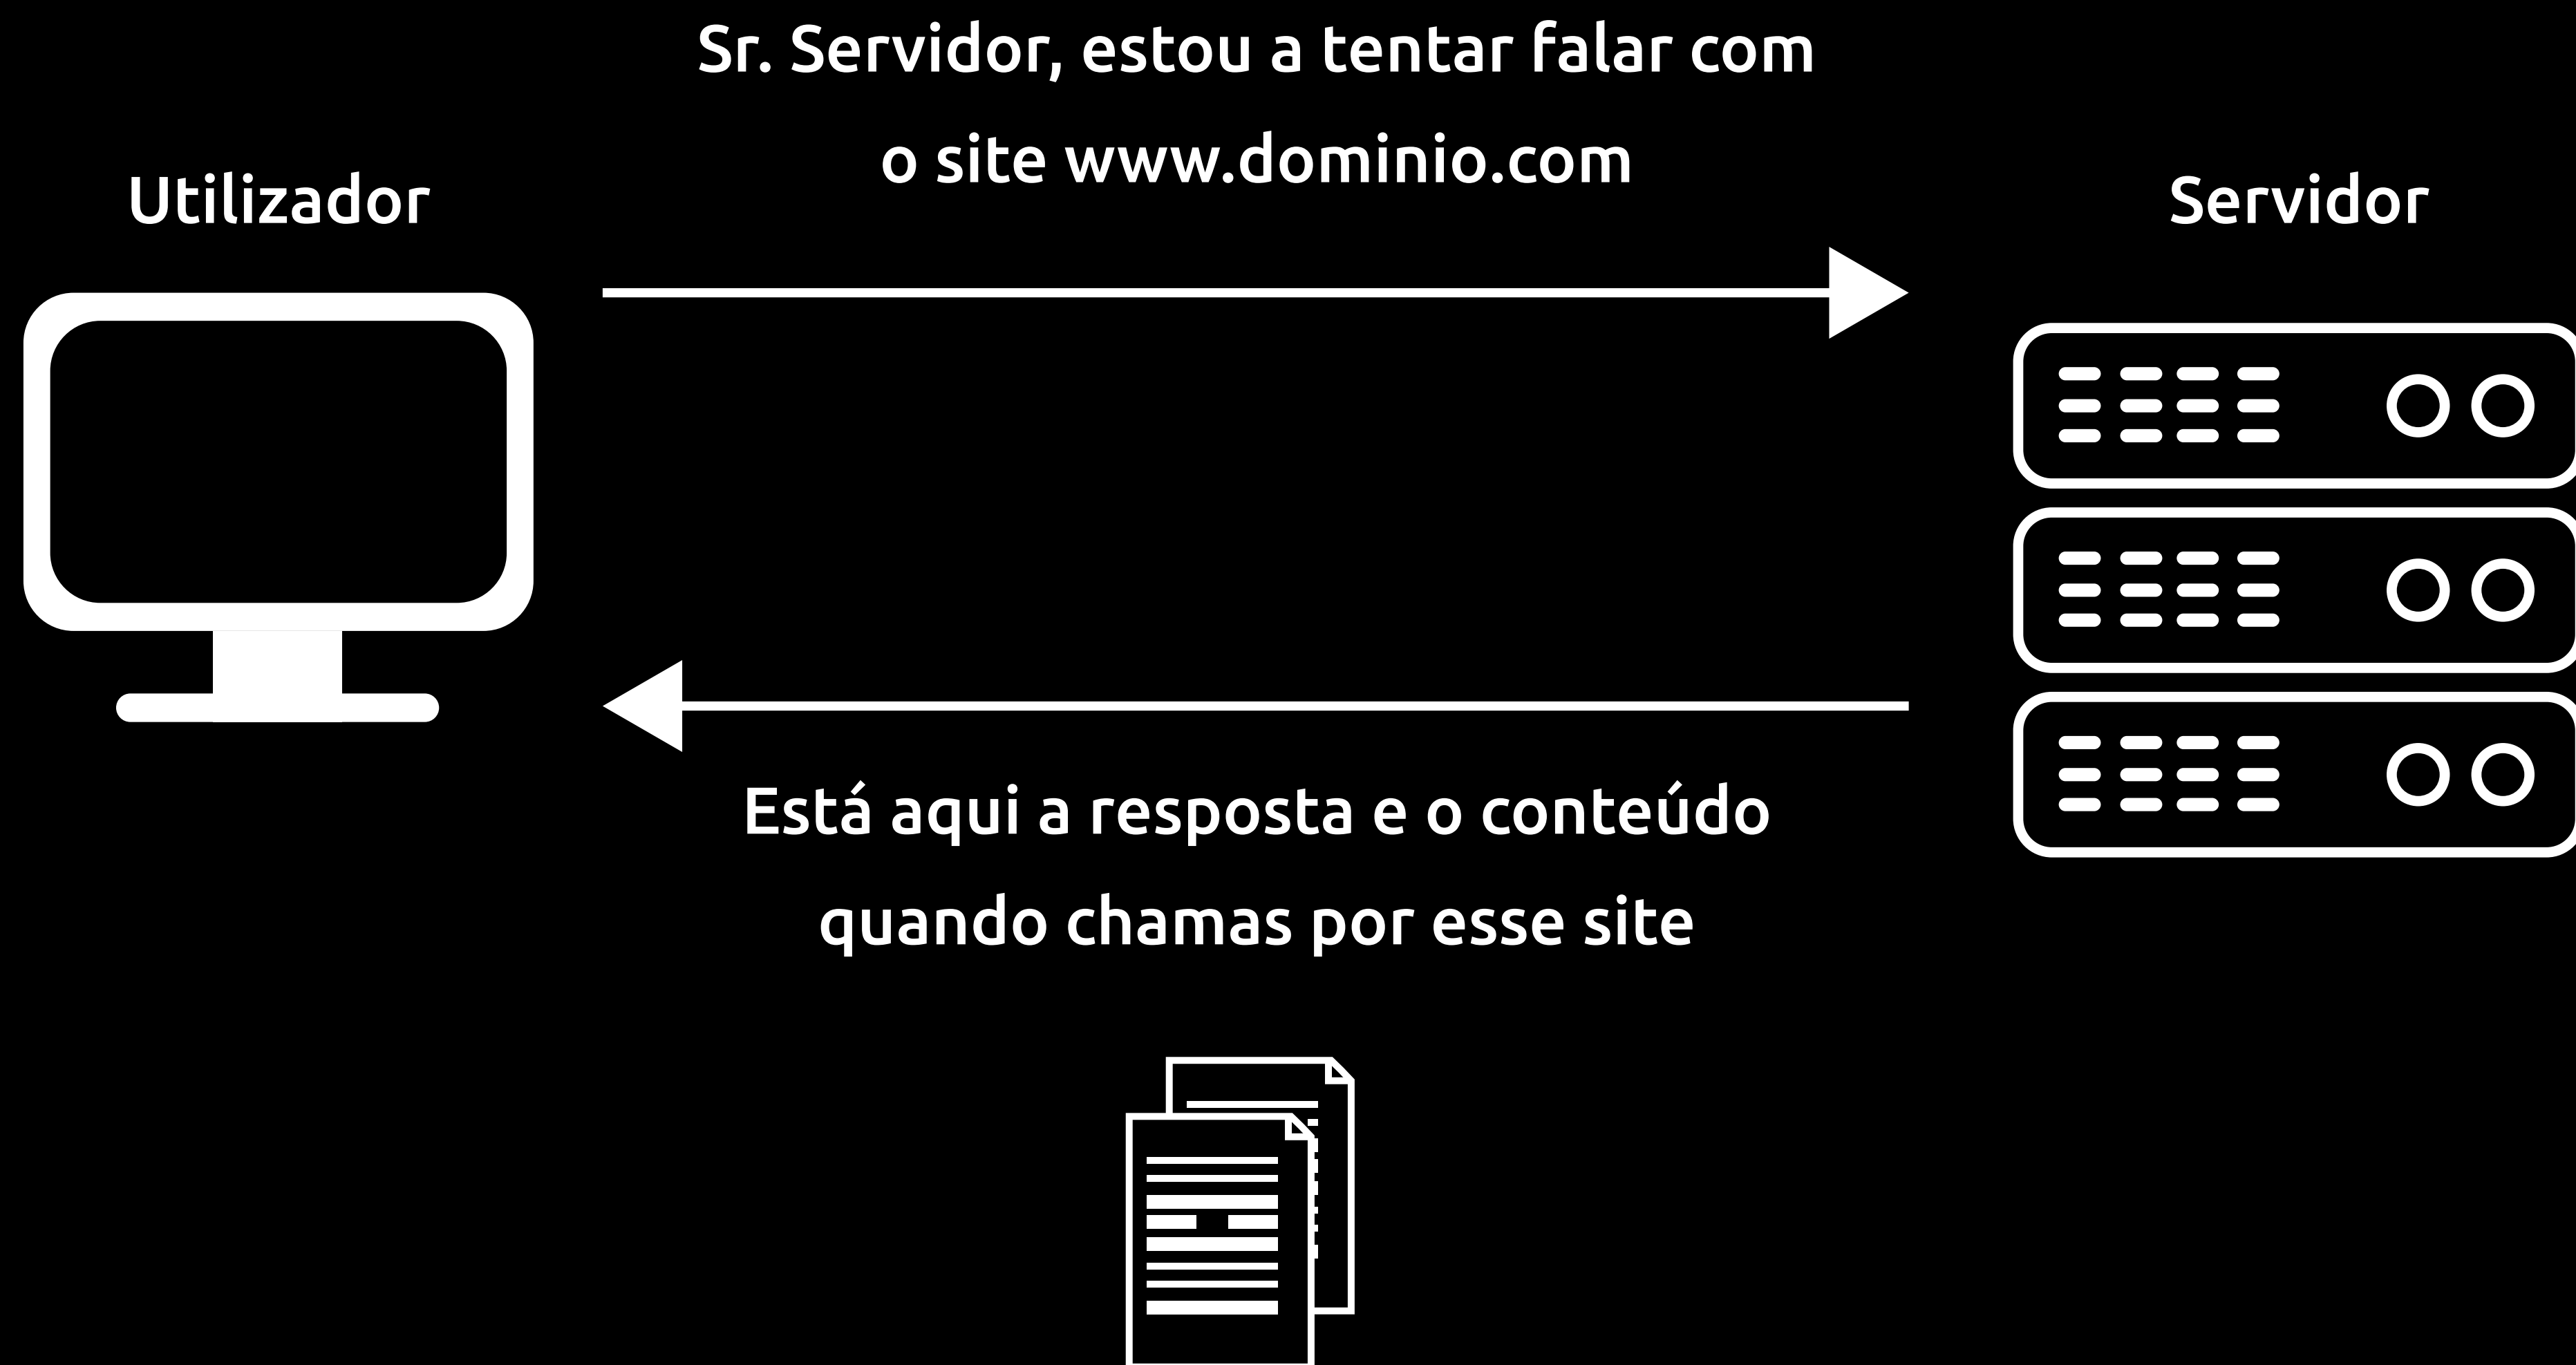 Sr. Servidor, estou a tentar falar com
o site www.dominio.com
Utilizador
Servidor
Está aqui a resposta e o conteúdo
quando chamas por esse site